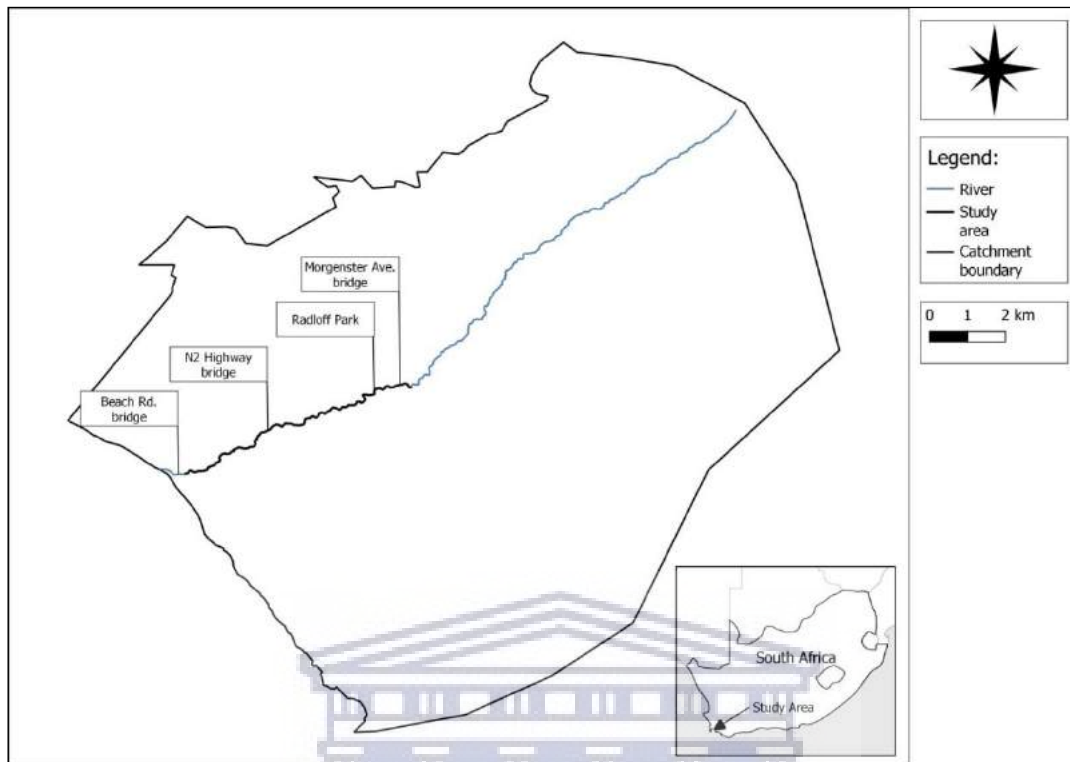 Legend:
River
Study
area
Catchment
boundary
0 1 2 km
Morgenster Ave.
bridge
Radloff Park
N2 Highway
bridge
Beach Rd.
bridge
South Africa
Study Area